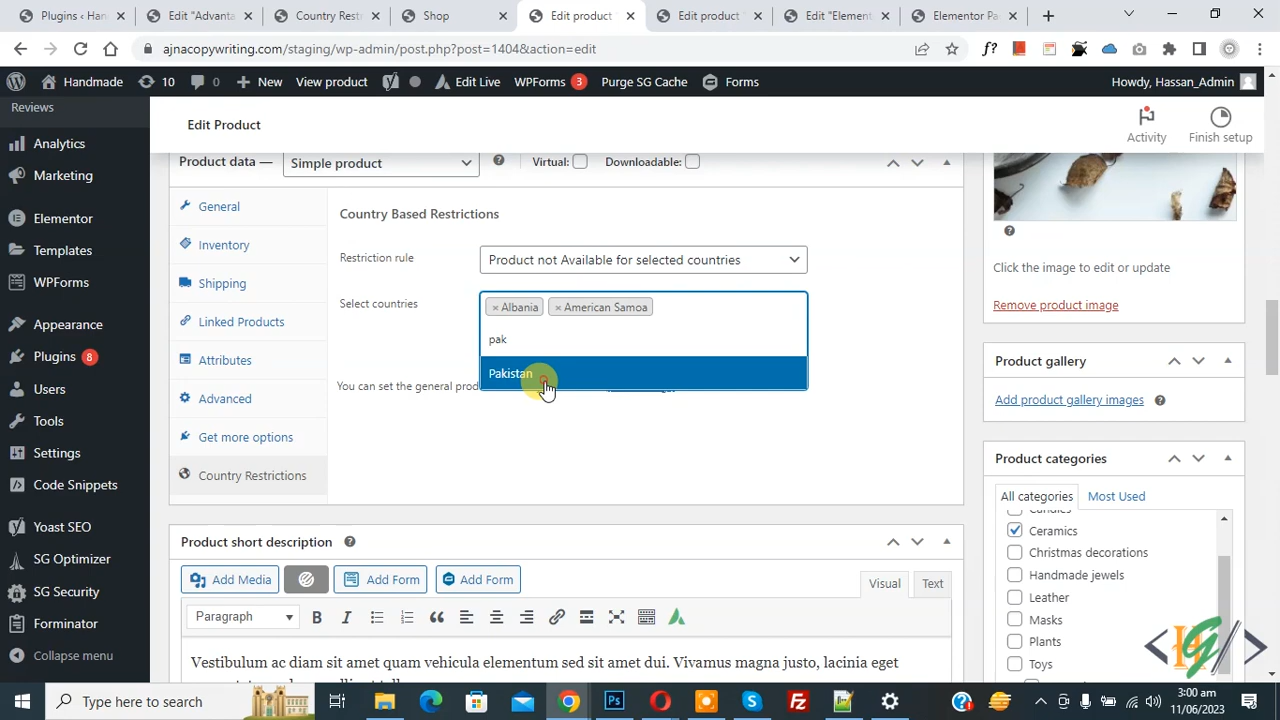 Plugins ‹ Han
Edit "Advanta
Country Restr
Shop
Edit product "
Edit product "
Edit "Element
Elementor Pa
ajnacopywriting.com/staging/wp-admin/post.php?post=1404&action=edit
Handmade 10 0 New View product Edit Live WPForms 3 Purge SG Cache Forms Howdy, Hassan_Admin
Reviews
Analytics
Marketing
Elementor
Templates
WPForms
Appearance
Plugins 8
Users
Tools
Settings
Code Snippets
Yoast SEO
SG Optimizer
SG Security
Forminator
Collapse menu
Edit Product
Activity
Finish setup
Product data — Simple product Virtual: Downloadable:
General
Inventory
Shipping
Linked Products
Attributes
Advanced
Get more options
Country Restrictions
Country Based Restrictions
Restriction rule Product not Available for selected countries
Select countries × Albania × American Samoa
pak
Pakistan
You can set the general prod
Product short description
Add Media Add Form Add Form
Visual Text
Paragraph
Vestibulum ac diam sit amet quam vehicula elementum sed sit amet dui. Vivamus magna justo, lacinia eget
Click the image to edit or update
Remove product image
Product gallery
Add product gallery images
Product categories
All categories Most Used
Candles
Ceramics
Christmas decorations
Handmade jewels
Leather
Masks
Plants
Toys
Type here to search
3:00 am
11/06/2023